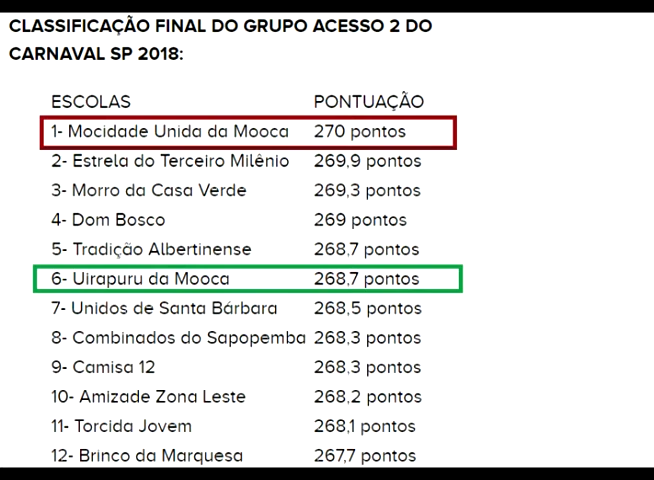 CLASSIFICAÇÃO FINAL DO GRUPO ACESSO 2 DO
CARNAVAL SP 2018:
ESCOLAS PONTUAÇÃO
1- Mocidade Unida da Mooca 270 pontos
2- Estrela do Terceiro Milênio 269,9 pontos
3- Morro da Casa Verde 269,3 pontos
4- Dom Bosco 269 pontos
5- Tradição Albertinense 268,7 pontos
6- Uirapuru da Mooca 268,7 pontos
7- Unidos de Santa Bárbara 268,5 pontos
8- Combinados do Sapopemba 268,3 pontos
9- Camisa 12 268,3 pontos
10- Amizade Zona Leste 268,2 pontos
11- Torcida Jovem 268,1 pontos
12- Brinco da Marquesa 267,7 pontos